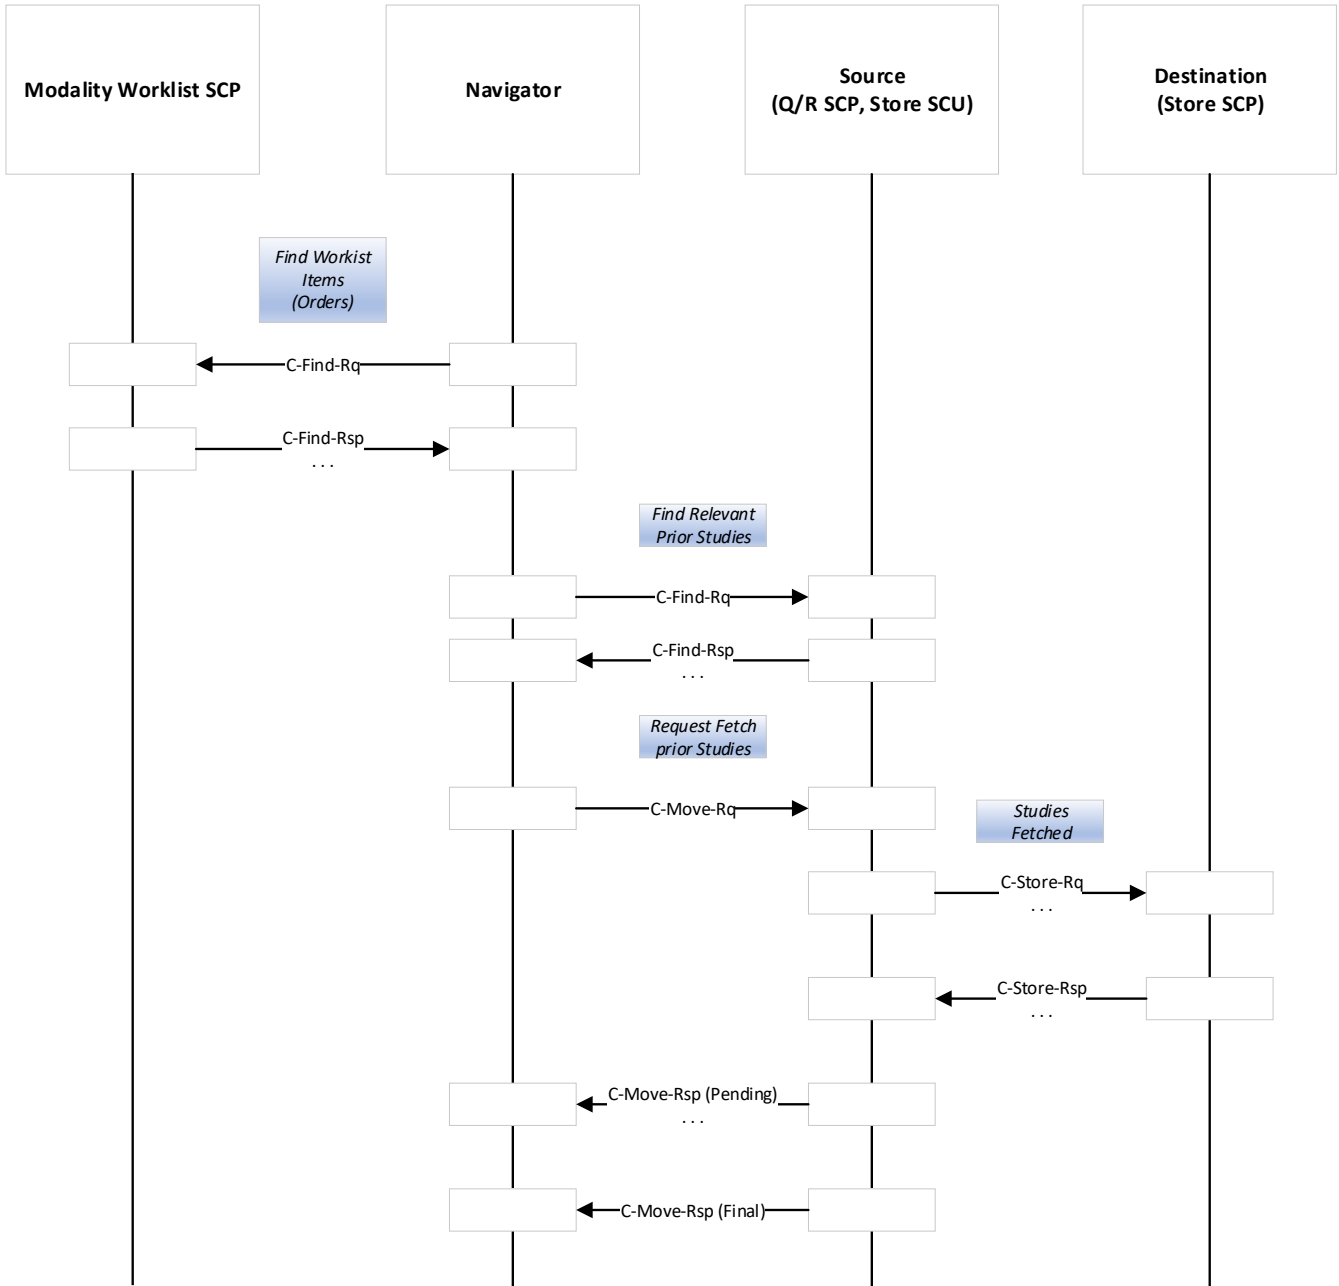 Modality Worklist SCP
Navigator
Source
(Q/R SCP, Store SCU)
Destination
(Store SCP)
Find Workist
Items
(Orders)
C-Find-Rq
C-Find-Rsp
. . .
Find Relevant
Prior Studies
C-Find-Rq
C-Find-Rsp
. . .
Request Fetch
prior Studies
C-Move-Rq
Studies
Fetched
C-Store-Rq
. . .
C-Store-Rsp
. . .
C-Move-Rsp (Pending)
. . .
C-Move-Rsp (Final)